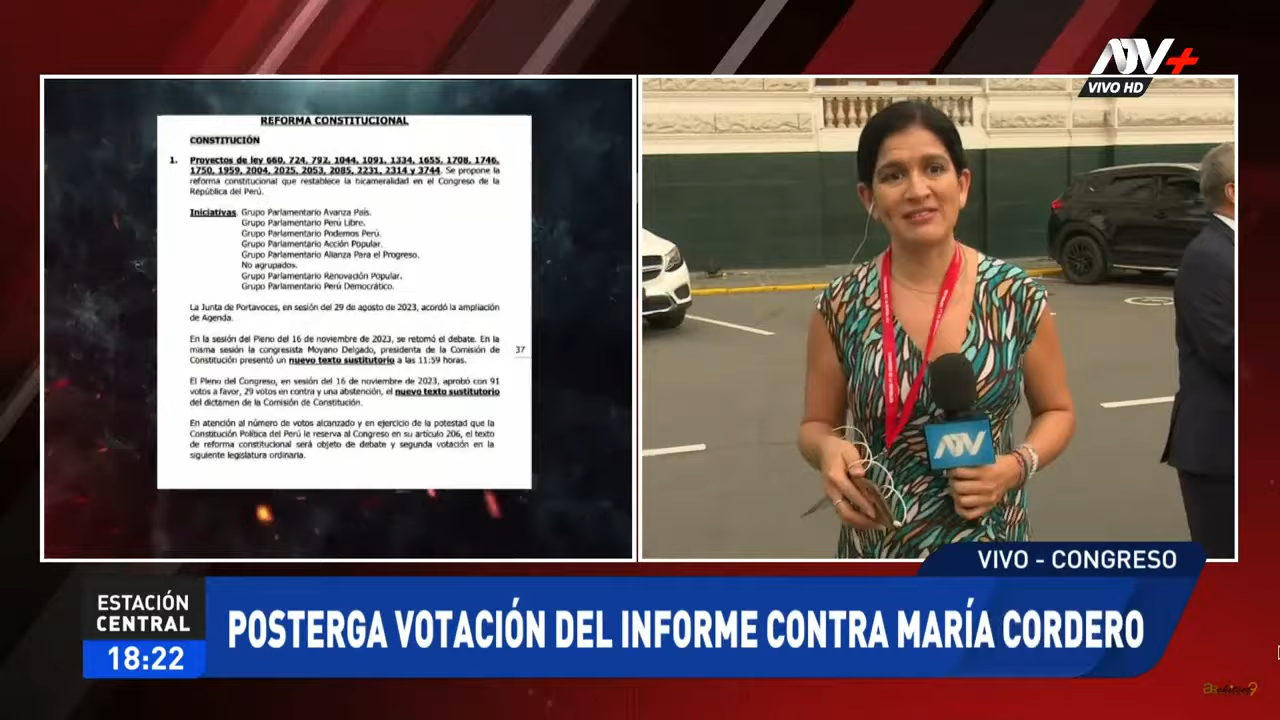 ATV+
VIVO HD
REFORMA CONSTITUCIONAL
CONSTITUCIÓN
1. Proyectos de ley 660, 724, 792, 1044, 1091, 1334, 1655, 1708, 1746,
1750, 1959, 2004, 2025, 2053, 2085, 2231, 2314 y 3744. Se propone la
reforma constitucional que restablece la bicameralidad en el Congreso de la
República del Perú.
Iniciativas. Grupo Parlamentario Avanza País.
Grupo Parlamentario Perú Libre.
Grupo Parlamentario Podemos Perú.
Grupo Parlamentario Acción Popular.
Grupo Parlamentario Alianza Para el Progreso.
No agrupados.
Grupo Parlamentario Renovación Popular.
Grupo Parlamentario Perú Democrático.
La Junta de Portavoces, en sesión del 29 de agosto de 2023, acordó la ampliación
de Agenda.
En la sesión del Pleno del 16 de noviembre de 2023, se retomó el debate. En la
misma sesión la congresista Moyano Delgado, presidenta de la Comisión de
Constitución presentó un nuevo texto sustitutorio a las 11:59 horas.
37
El Pleno del Congreso, en sesión del 16 de noviembre de 2023, aprobó con 91
votos a favor, 29 votos en contra y una abstención, el nuevo texto sustitutorio
del dictamen de la Comisión de Constitución.
En atención al número de votos alcanzado y en ejercicio de la potestad que la
Constitución Política del Perú le reserva al Congreso en su artículo 206, el texto
de reforma constitucional será objeto de debate y segunda votación en la
siguiente legislatura ordinaria.
ATV
VIVO - CONGRESO
ESTACIÓN
CENTRAL
18:22
POSTERGA VOTACIÓN DEL INFORME CONTRA MARÍA CORDERO